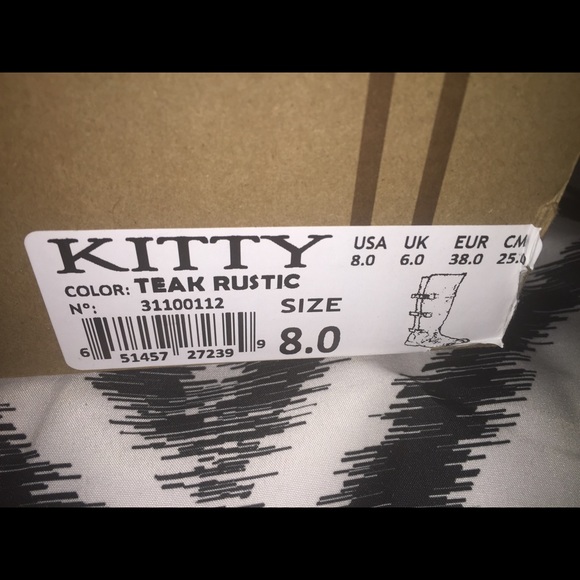 KITTY
USA UK EUR CM
8.0 6.0 38.0
COLOR: TEAK RUSTIC
Nº: 31100112
SIZE
8.0
6 51457 27239 9